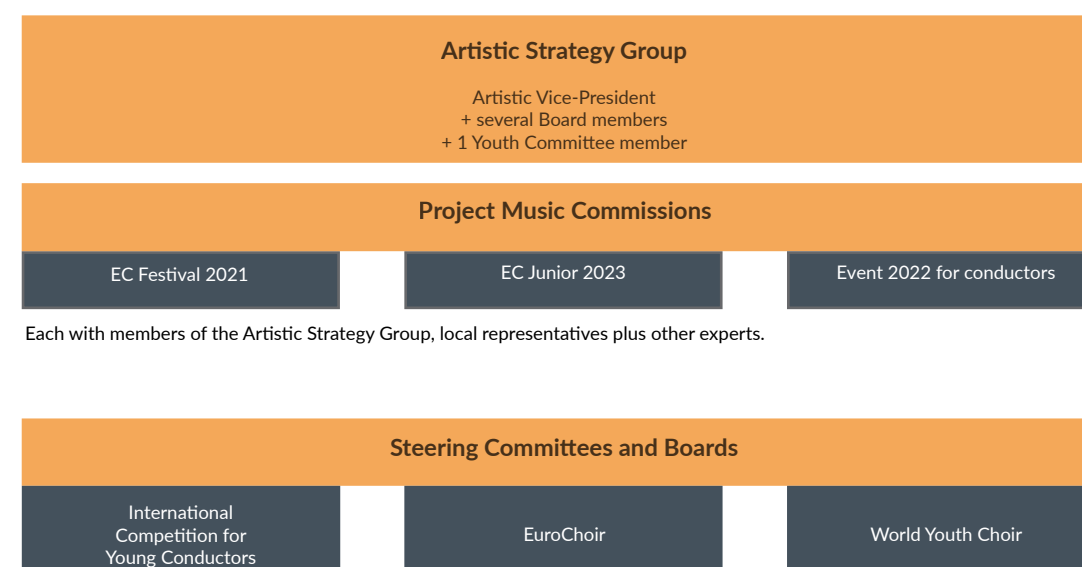 Artistic Strategy Group
Artistic Vice-President
+ several Board members
+ 1 Youth Committee member
Project Music Commissions
EC Festival 2021
EC Junior 2023
Event 2022 for conductors
Each with members of the Artistic Strategy Group, local representatives plus other experts.
Steering Committees and Boards
International
Competition for
Young Conductors
EuroChoir
World Youth Choir